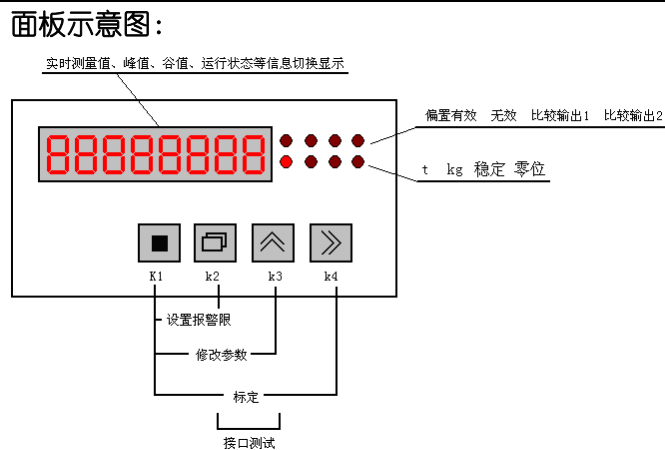 面板示意图：
实时测量值、峰值、谷值、运行状态等信息切换显示
偏置有效 无效 比较输出1 比较输出2
88888888
t kg 稳定 零位
K1 k2 k3 k4
设置报警限
修改参数
标定
接口测试